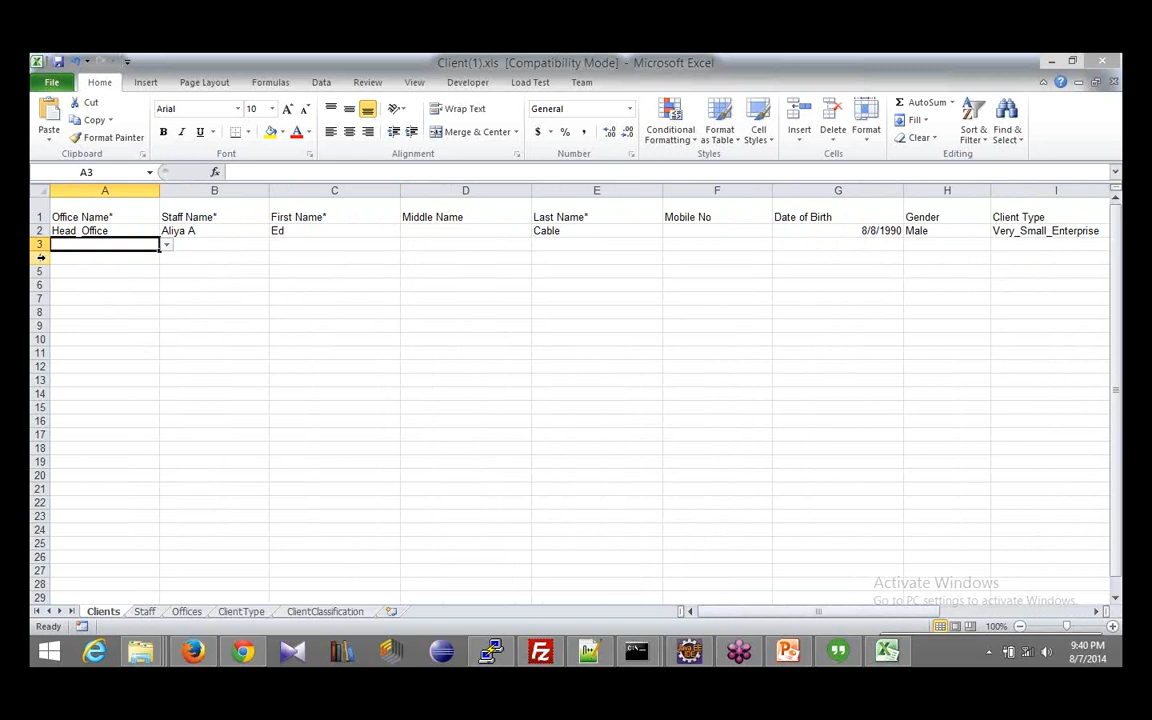 Client(1).xls [Compatibility Mode] - Microsoft Excel
File Home Insert Page Layout Formulas Data Review View Developer Load Test Team
Paste
Cut
Copy
Format Painter
Clipboard
Arial 10
B I U
Font
Wrap Text
Merge & Center
Alignment
General
$ % ,
Number
Conditional Formatting
Format as Table
Cell Styles
Styles
Insert Delete Format
Cells
AutoSum
Fill
Clear
Sort & Filter
Find & Select
Editing
A3 fx
A B C D E F G H I
1 Office Name* Staff Name* First Name* Middle Name Last Name* Mobile No Date of Birth Gender Client Type
2 Head_Office Aliya A Ed Cable 8/8/1990 Male Very_Small_Enterprise
3
5
6
7
8
9
10
11
12
13
14
15
16
17
18
19
20
21
22
23
24
25
26
27
28
29
Activate Windows
Go to PC settings to activate Windows.
Clients Staff Offices ClientType ClientClassification
Ready 100%
9:40 PM
8/7/2014